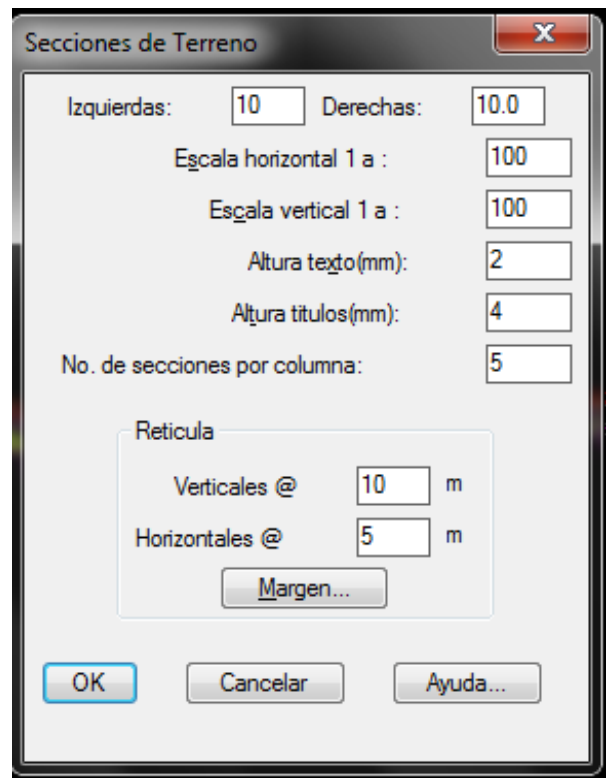 Secciones de Terreno
Izquierdas: 10 Derechas: 10.0
Escala horizontal 1 a : 100
Escala vertical 1 a : 100
Altura texto(mm): 2
Altura titulos(mm): 4
No. de secciones por columna: 5
Reticula
Verticales @ 10 m
Horizontales @ 5 m
Margen...
OK Cancelar Ayuda...